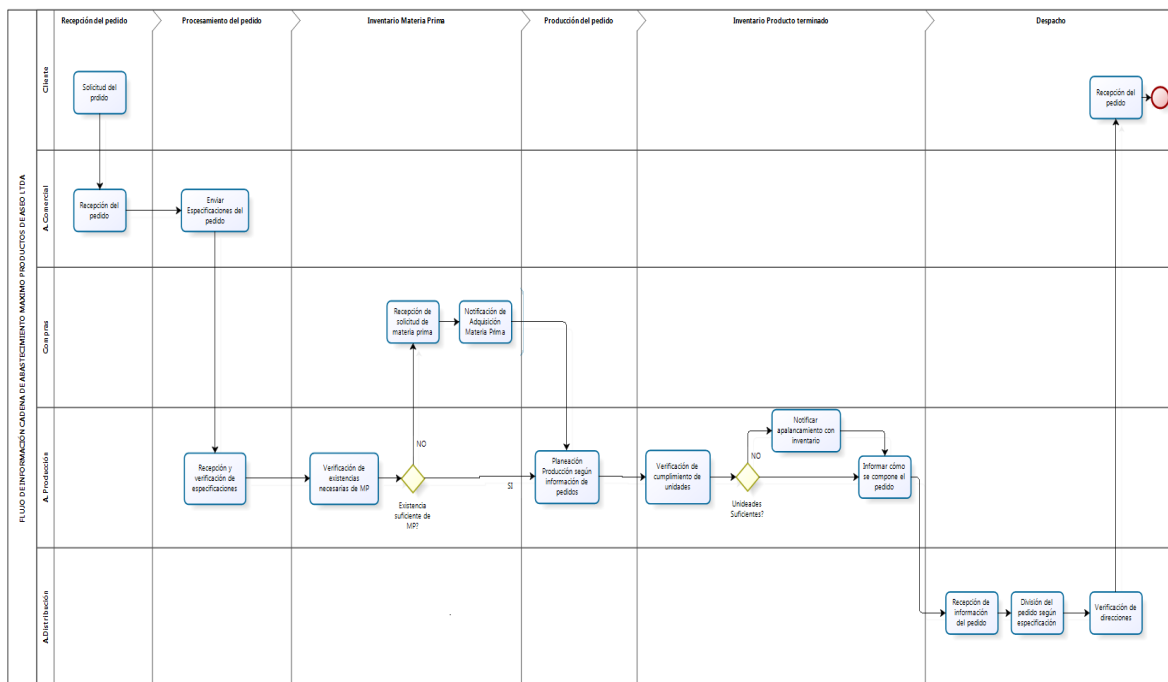 FLUJO DE INFORMACIÓN CADENA DE ABASTECIMIENTO MAXIMO PRODUCTOS DE ASEO LTDA
Recepción del pedido
Procesamiento del pedido
Inventario Materia Prima
Producción del pedido
Inventario Producto terminado
Despacho
Cliente
Solicitud del
prdido
Recepción del
pedido
A.Comercial
Recepción del
pedido
Enviar
Especificaciones del
pedido
Compras
Recepción de
solicitud de
materia prima
Notificación de
Adquisición
Materia Prima
A.Producción
Recepción y
verificación de
especificaciones
Verificación de
existencias
necesarias de MP
NO
Existencia
suficiente de
MP?
SI
Planeación
Producción según
información de
pedidos
Verificación de
cumplimiento de
unidades
NO
Unideades
Suficientes?
Notificar
apalancamiento con
inventario
Informar cómo
se compone el
pedido
A.Distribución
Recepción de
información
del pedido
División del
pedido según
especificación
Verificación de
direcciones